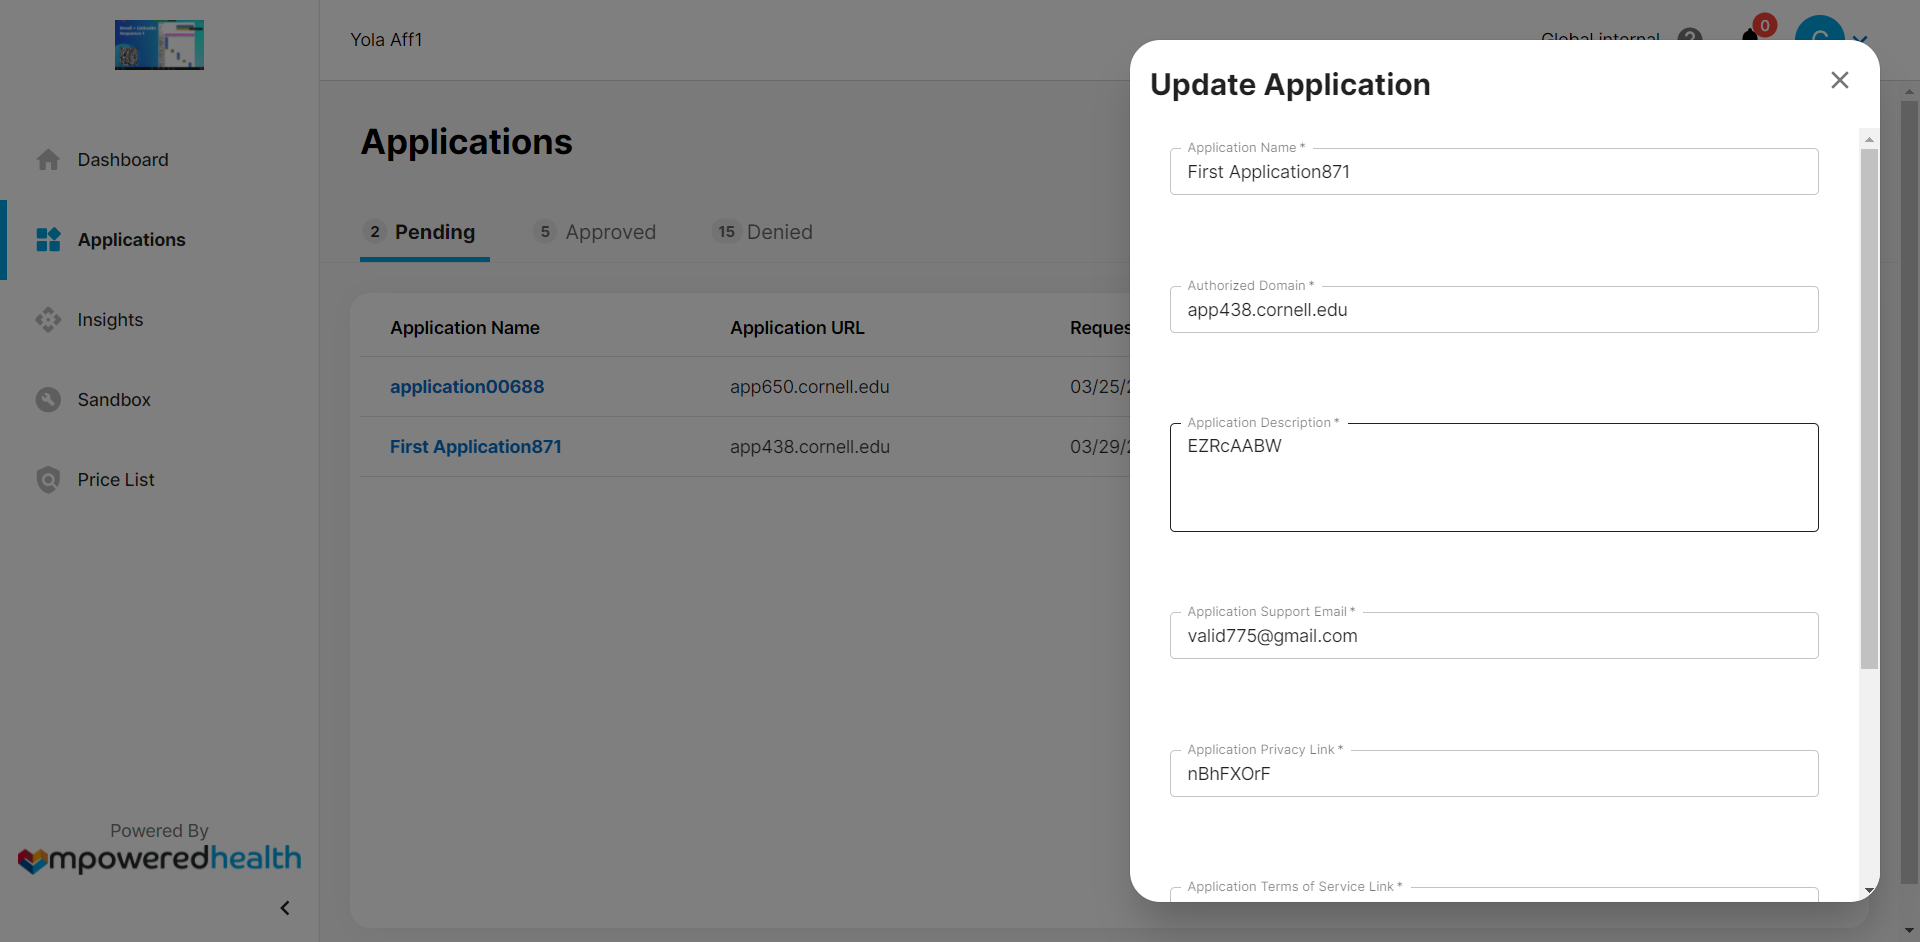 Yola Aff1
Global internal
?
0
C
Dashboard
Applications
Insights
Sandbox
Price List
Powered By
mpoweredhealth
Applications
2 Pending
5 Approved
15 Denied
Application Name Application URL Reques
application00688 app650.cornell.edu 03/25/2
First Application871 app438.cornell.edu 03/29/2
Update Application
Application Name *
First Application871
Authorized Domain *
app438.cornell.edu
Application Description *
EZRcAABW
Application Support Email *
valid775@gmail.com
Application Privacy Link *
nBhFXOrF
Application Terms of Service Link *